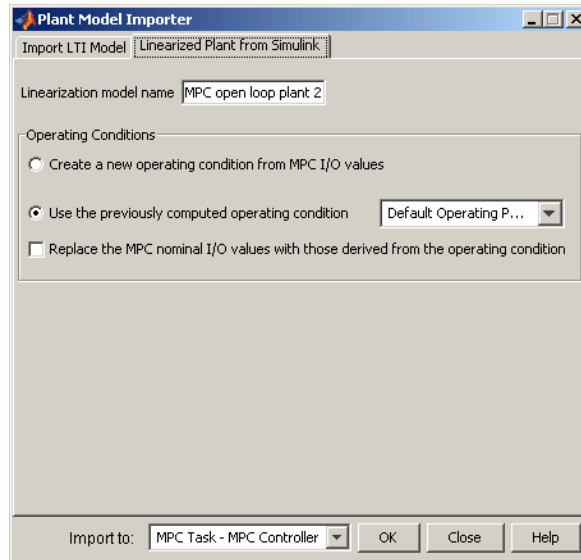 Plant Model Importer
Import LTI Model Linearized Plant from Simulink
Linearization model name MPC open loop plant 2
Operating Conditions
Create a new operating condition from MPC I/O values
Use the previously computed operating condition Default Operating P...
Replace the MPC nominal I/O values with those derived from the operating condition
Import to: MPC Task - MPC Controller OK Close Help